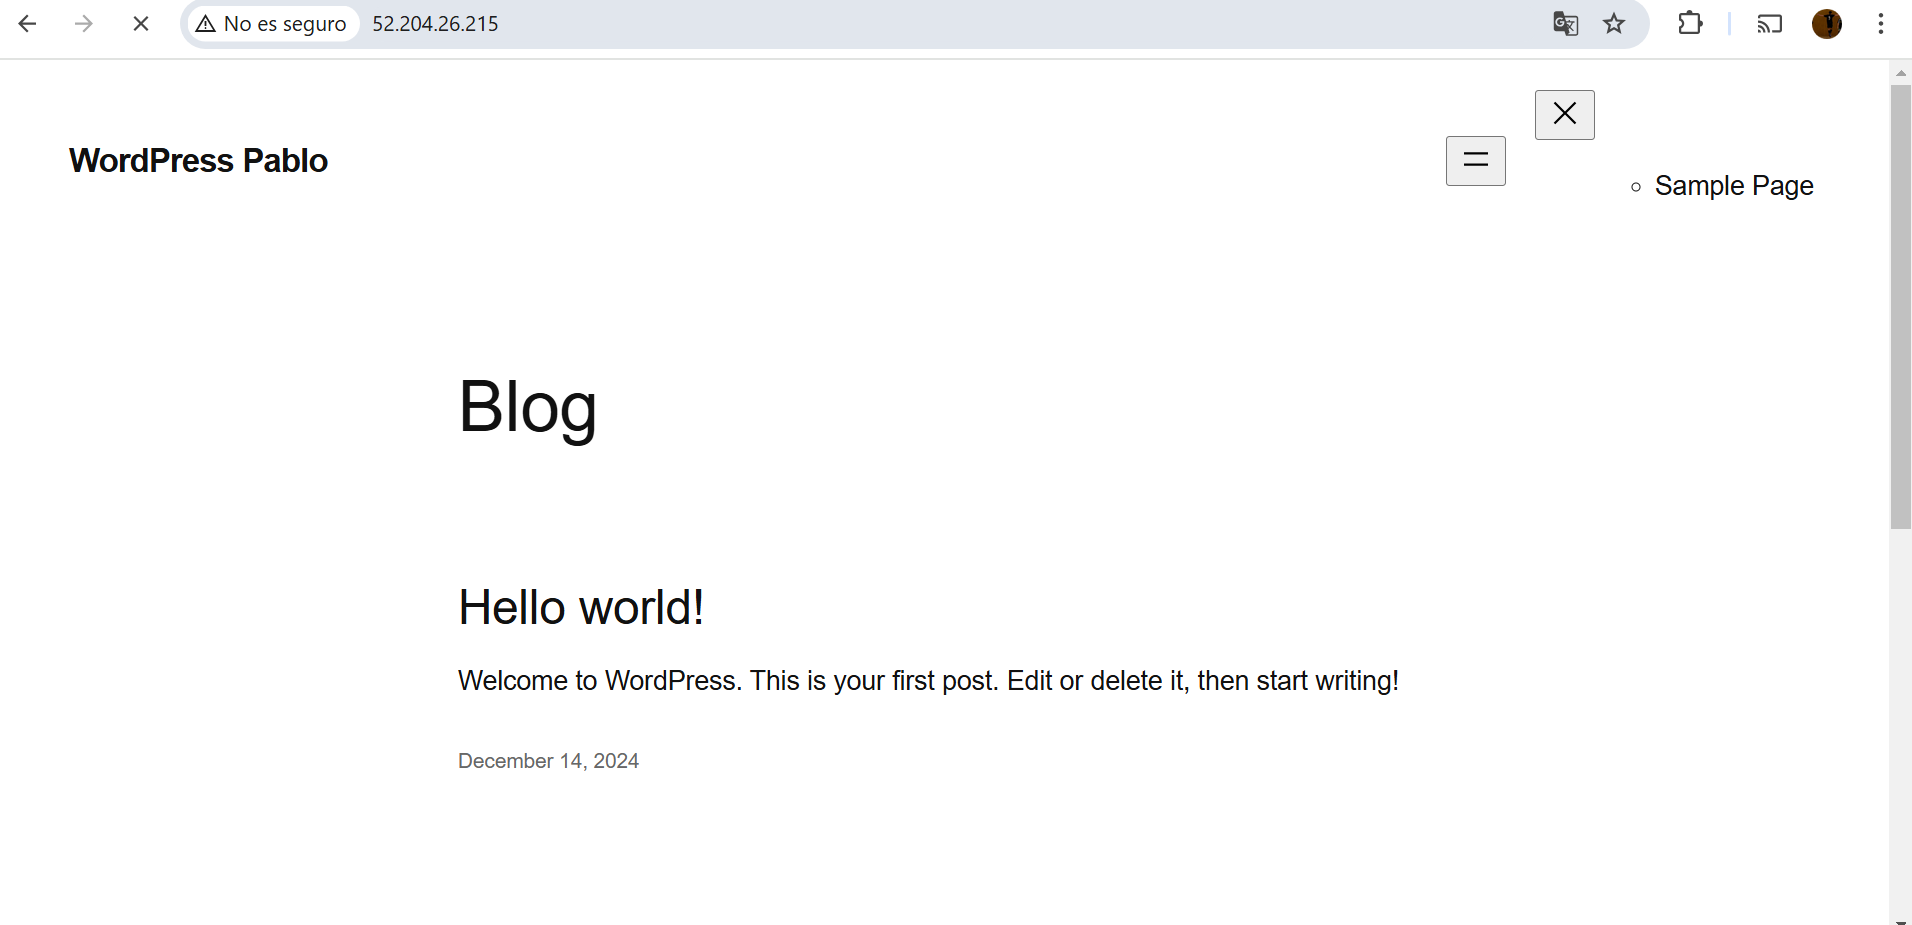 No es seguro 52.204.26.215
WordPress Pablo
Sample Page
Blog
Hello world!
Welcome to WordPress. This is your first post. Edit or delete it, then start writing!
December 14, 2024